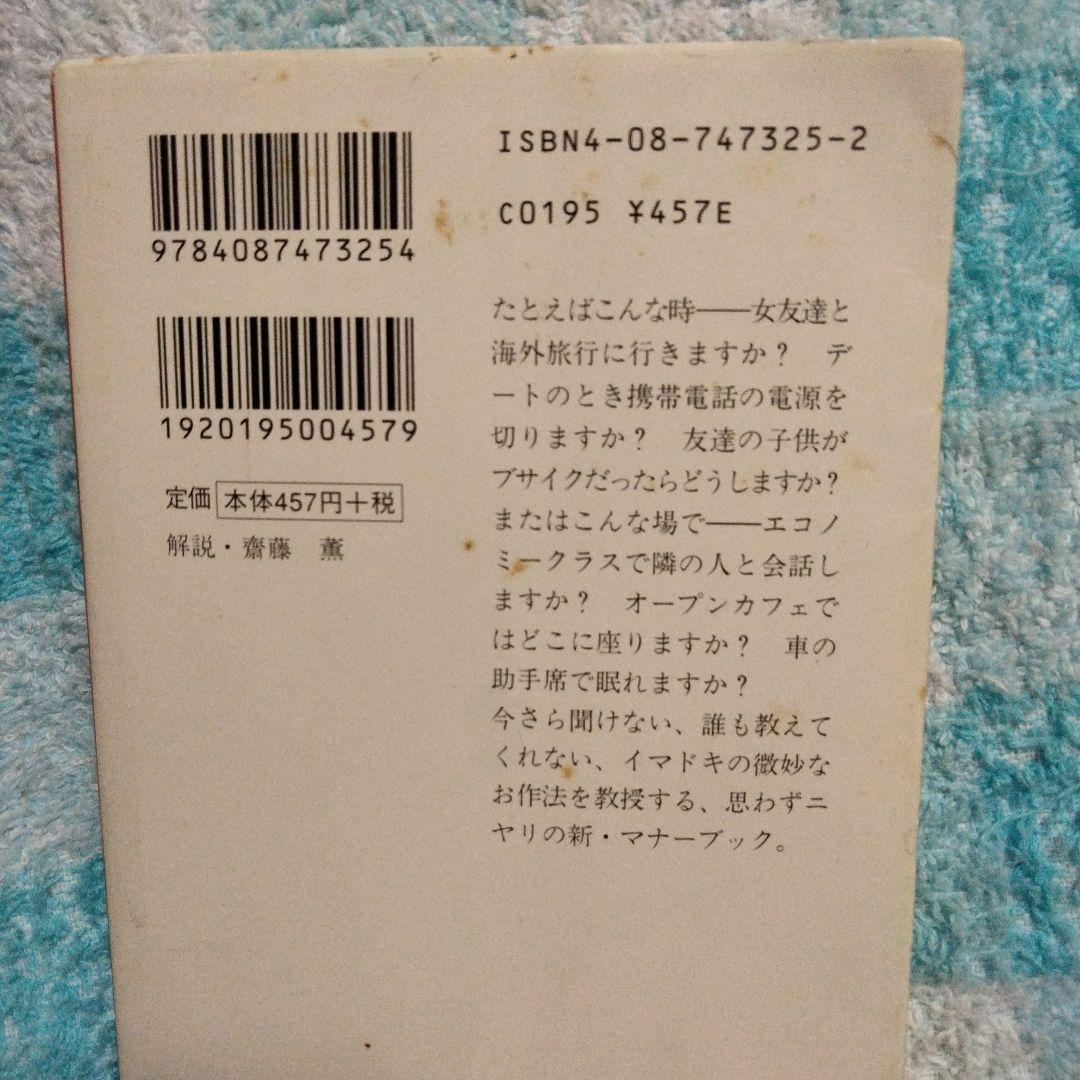 9784087473254
1920195004579
定価 本体457円+税
解説・齋藤 薫
ISBN4-08-747325-2
C0195 ¥457E
たとえばこんな時――女友達と
海外旅行に行きますか? デ
ートのとき携帯電話の電源を
切りますか? 友達の子供が
ブサイクだったらどうしますか?
またはこんな場で――エコノ
ミークラスで隣の人と会話し
ますか? オープンカフェで
はどこに座りますか? 車の
助手席で眠れますか?
今さら聞けない、誰も教えて
くれない、イマドキの微妙な
お作法を教授する、思わずニ
ヤリの新・マナーブック。